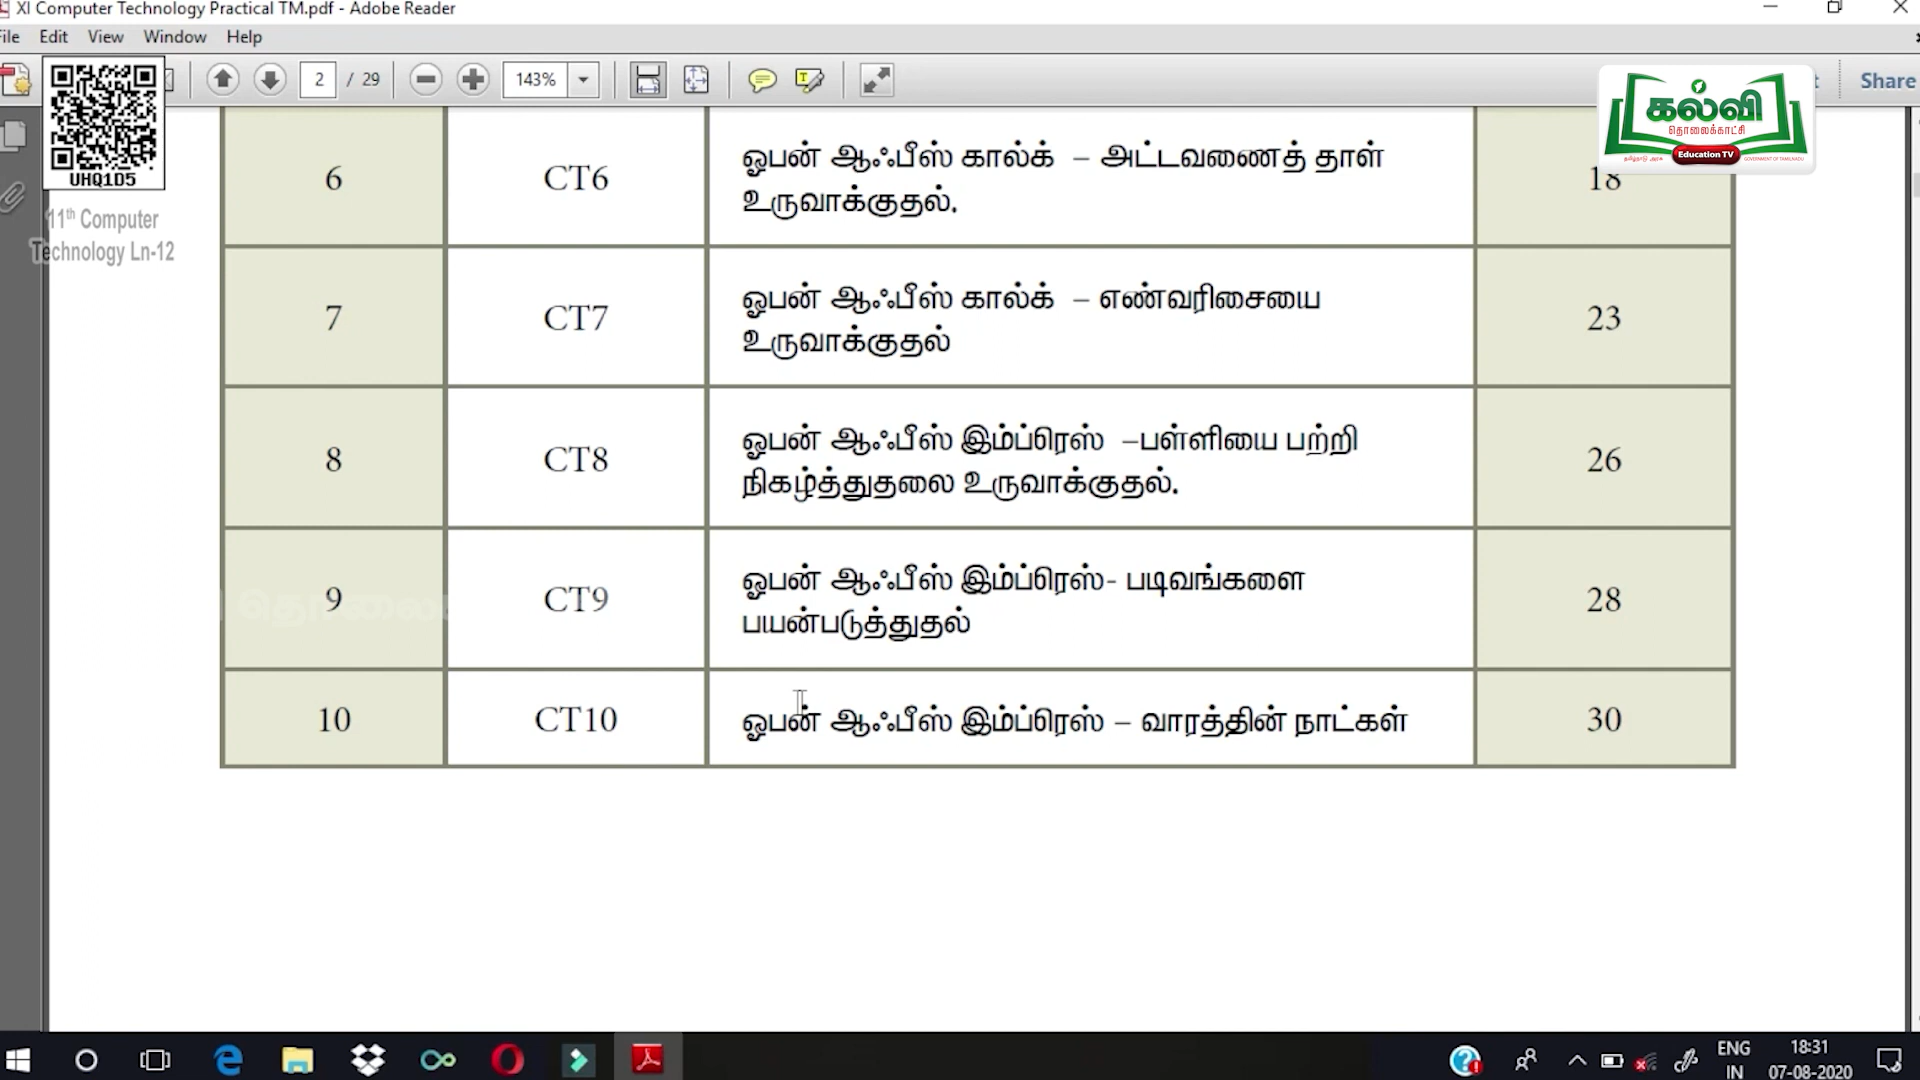 XI Computer Technology Practical TM.pdf - Adobe Reader
File Edit View Window Help
2 / 29 143% Share
UHQ1D5
11th Computer
Technology Ln-12
கல்வி
தொலைக்காட்சி
Education TV
6 CT6 ஓபன் ஆஃபீஸ் கால்க் – அட்டவணைத் தாள் 18
உருவாக்குதல்.
7 CT7 ஓபன் ஆஃபீஸ் கால்க் – எண்வரிசையை 23
உருவாக்குதல்
8 CT8 ஓபன் ஆஃபீஸ் இம்ப்ரெஸ் –பள்ளியை பற்றி 26
நிகழ்த்துதலை உருவாக்குதல்.
9 CT9 ஓபன் ஆஃபீஸ் இம்ப்ரெஸ்- படிவங்களை 28
பயன்படுத்துதல்
10 CT10 ஓபன் ஆஃபீஸ் இம்ப்ரெஸ் – வாரத்தின் நாட்கள் 30
ENG 18:31
IN 07-08-2020